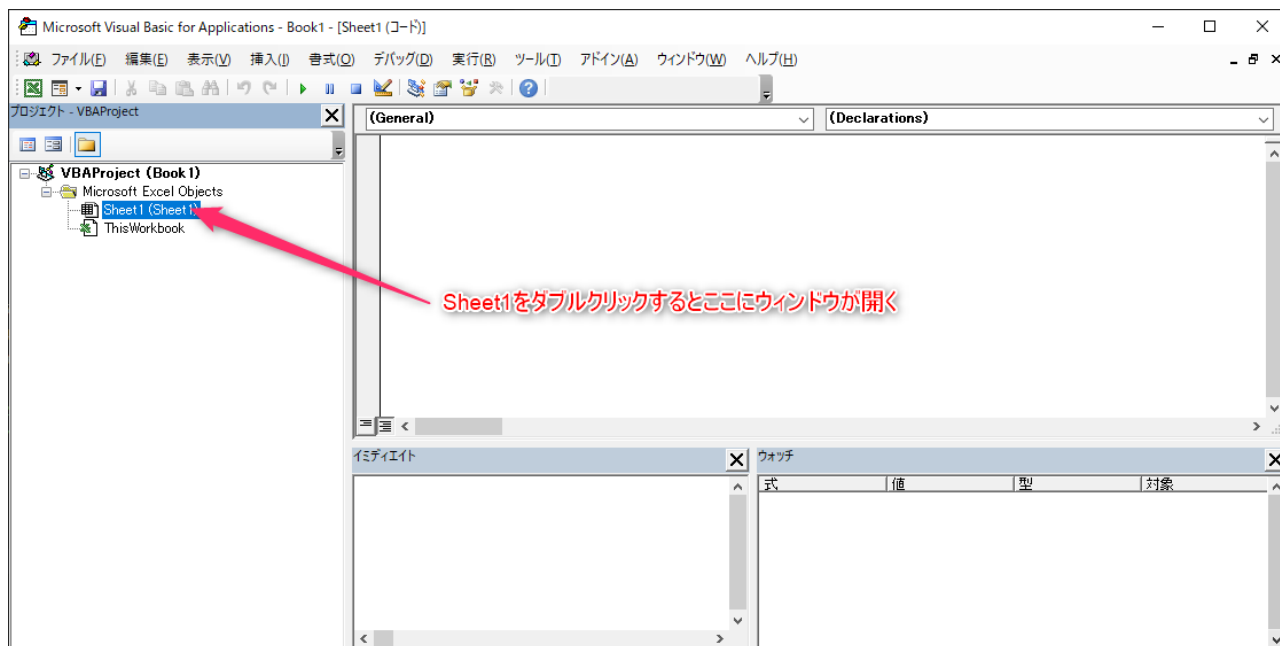 Microsoft Visual Basic for Applications - Book1 - [Sheet1 (コード)]
ファイル(F) 編集(E) 表示(V) 挿入(I) 書式(O) デバッグ(D) 実行(R) ツール(T) アドイン(A) ウィンドウ(W) ヘルプ(H)
プロジェクト - VBAProject
(General) (Declarations)
VBAProject (Book1)
Microsoft Excel Objects
Sheet1 (Sheet1)
ThisWorkbook
Sheet1をダブルクリックするとここにウィンドウが開く
イミディエイト
ウォッチ
式 値 型 対象